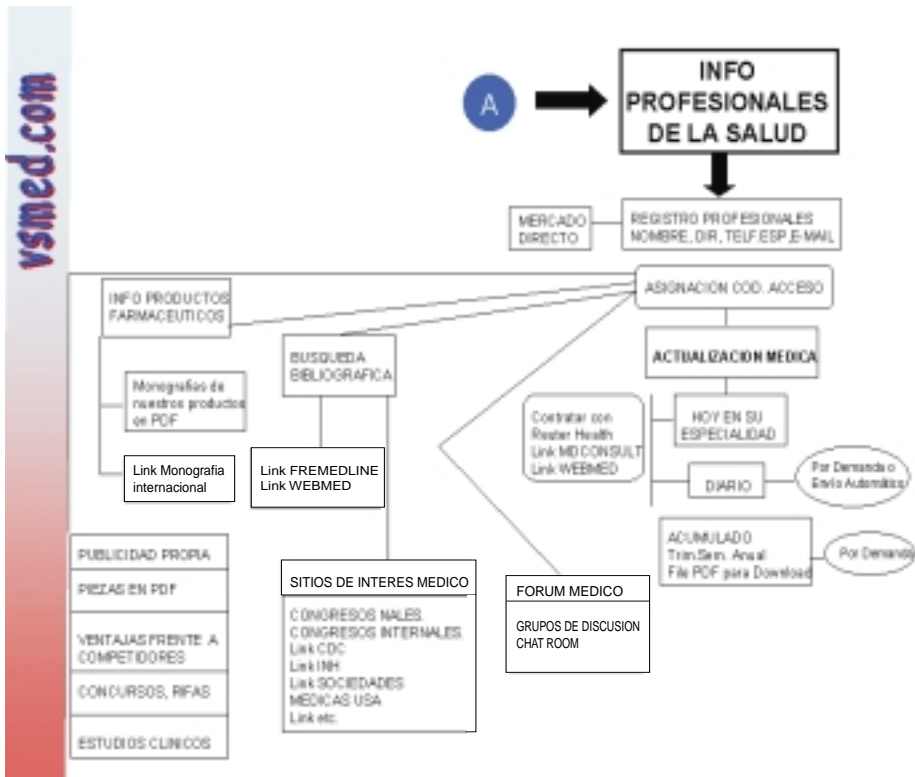 vsmed.com
A
INFO
PROFESIONALES
DE LA SALUD
MERCADO
DIRECTO
REGISTRO PROFESIONALES
NOMBRE, DIR, TELF,ESP,E-MAIL
ASIGNACION COD. ACCESO
INFO PRODUCTOS
FARMACEUTICOS
BUSQUEDA
BIBLIOGRAFICA
ACTUALIZACION MEDICA
Monografias de
nuestros productos
en PDF
Link Monografia
internacional
Link FREMEDLINE
Link WEBMED
Contratar con
Reuter Health
Link MDCONSULT
Link WEBMED
HOY EN SU
ESPECIALIDAD
DIARIO
Por Demanda o
Envio Automático
ACUMULADO
Trim.Sem. Anual
File PDF para Download
Por Demanda
PUBLICIDAD PROPIA
PIEZAS EN PDF
VENTAJAS FRENTE A
COMPETIDORES
CONCURSOS, RIFAS
ESTUDIOS CLINICOS
SITIOS DE INTERES MEDICO
CONGRESOS NALES.
CONGRESOS INTERNALES.
Link CDC
Link INH
Link SOCIEDADES
MEDICAS USA
Link etc.
FORUM MEDICO
GRUPOS DE DISCUSION
CHAT ROOM